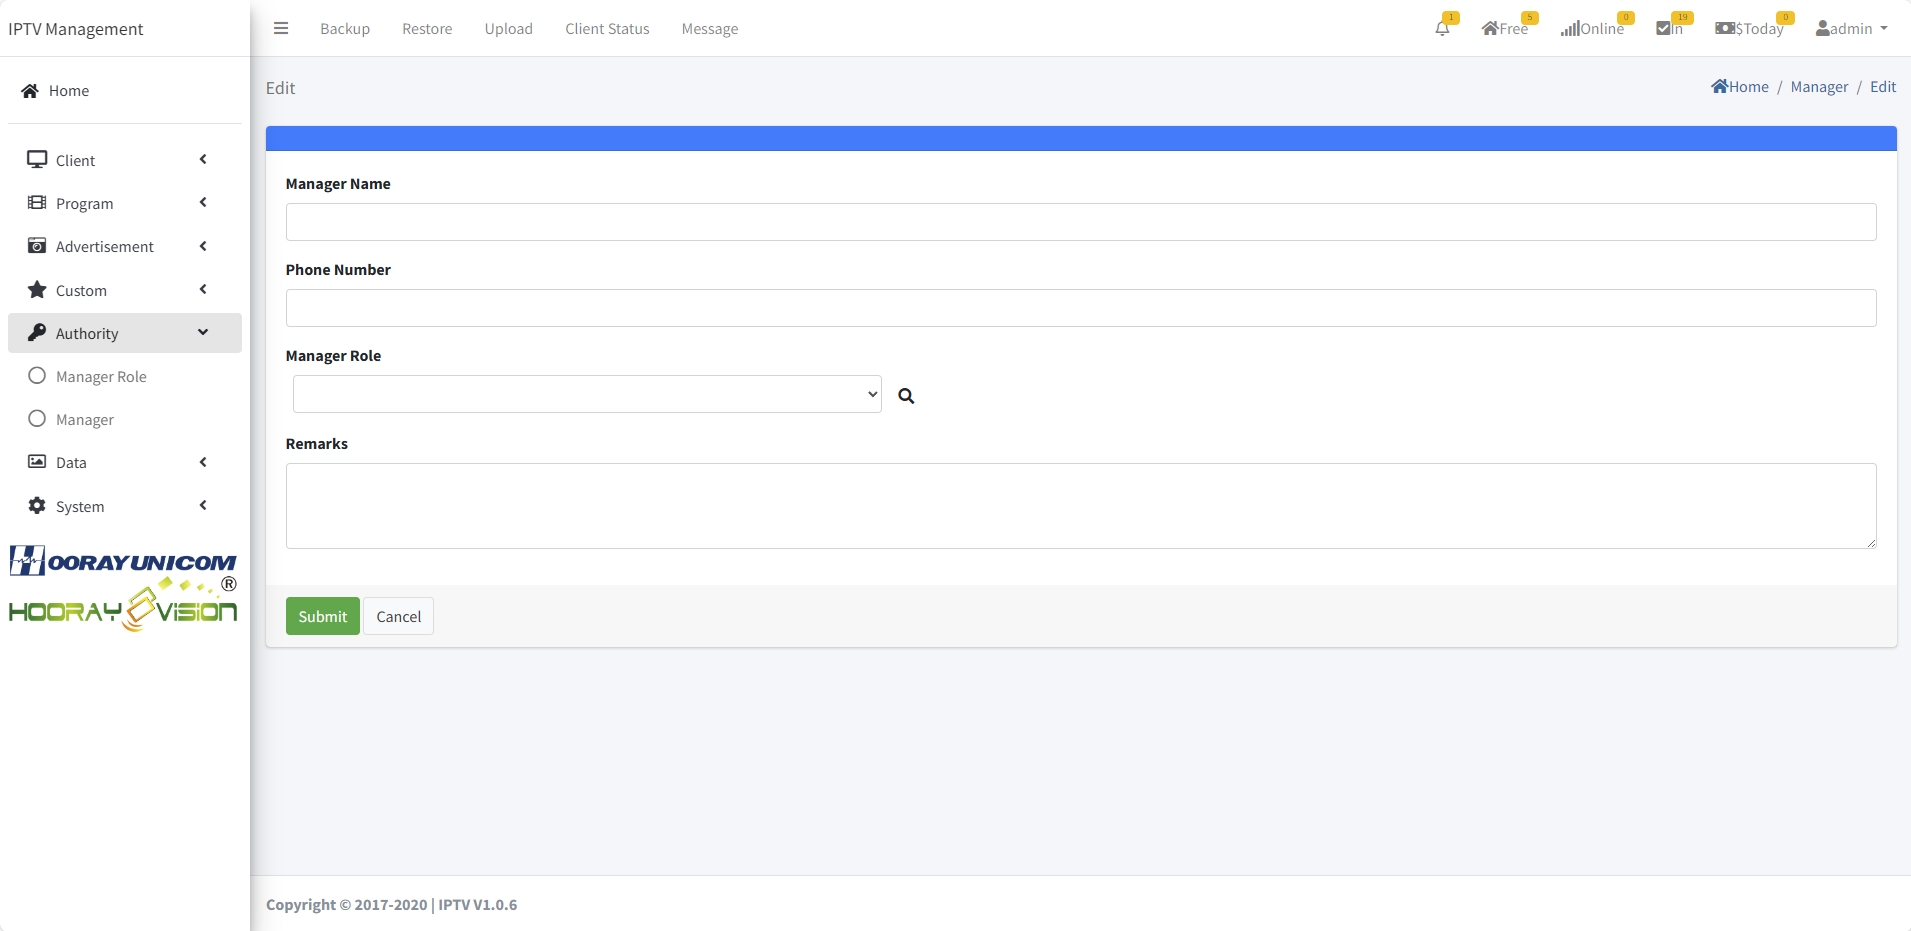 IPTV Management
Backup Restore Upload Client Status Message
1
Free 5
Online 0
In 19
$Today 0
admin
Home
Client
Program
Advertisement
Custom
Authority
Manager Role
Manager
Data
System
HOORAY UNICOM
HOORAY VISION ®
Edit
Home / Manager / Edit
Manager Name
Phone Number
Manager Role
Remarks
Submit Cancel
Copyright © 2017-2020 | IPTV V1.0.6